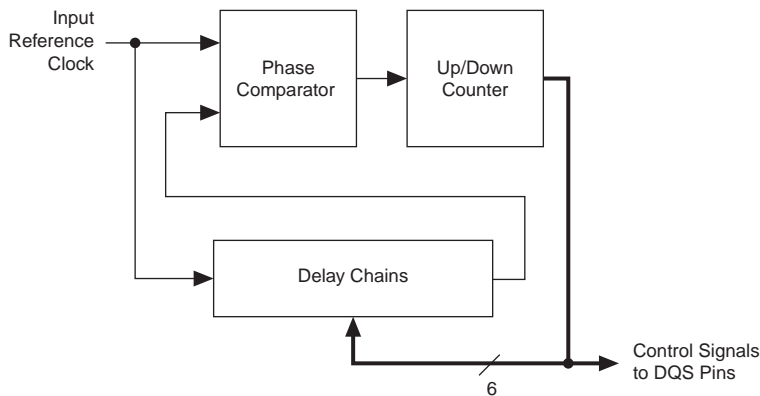 Input
Reference
Clock
Phase
Comparator
Up/Down
Counter
Delay Chains
6
Control Signals
to DQS Pins